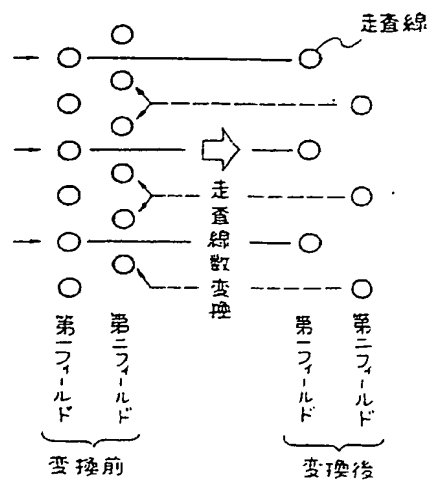 走査線
走査線数変換
第一フィールド
第二フィールド
第一フィールド
第二フィールド
変換前
変換後